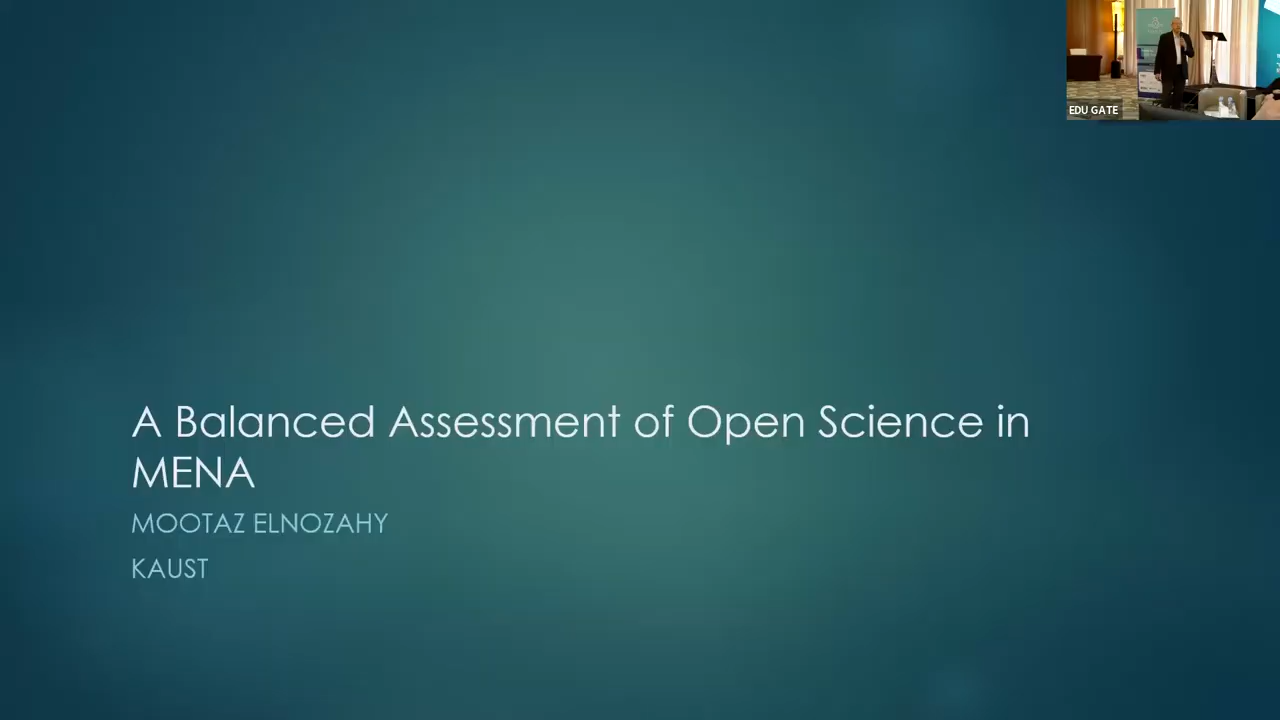 A Balanced Assessment of Open Science in
MENA
MOOTAZ ELNOZAHY
KAUST
EDU GATE